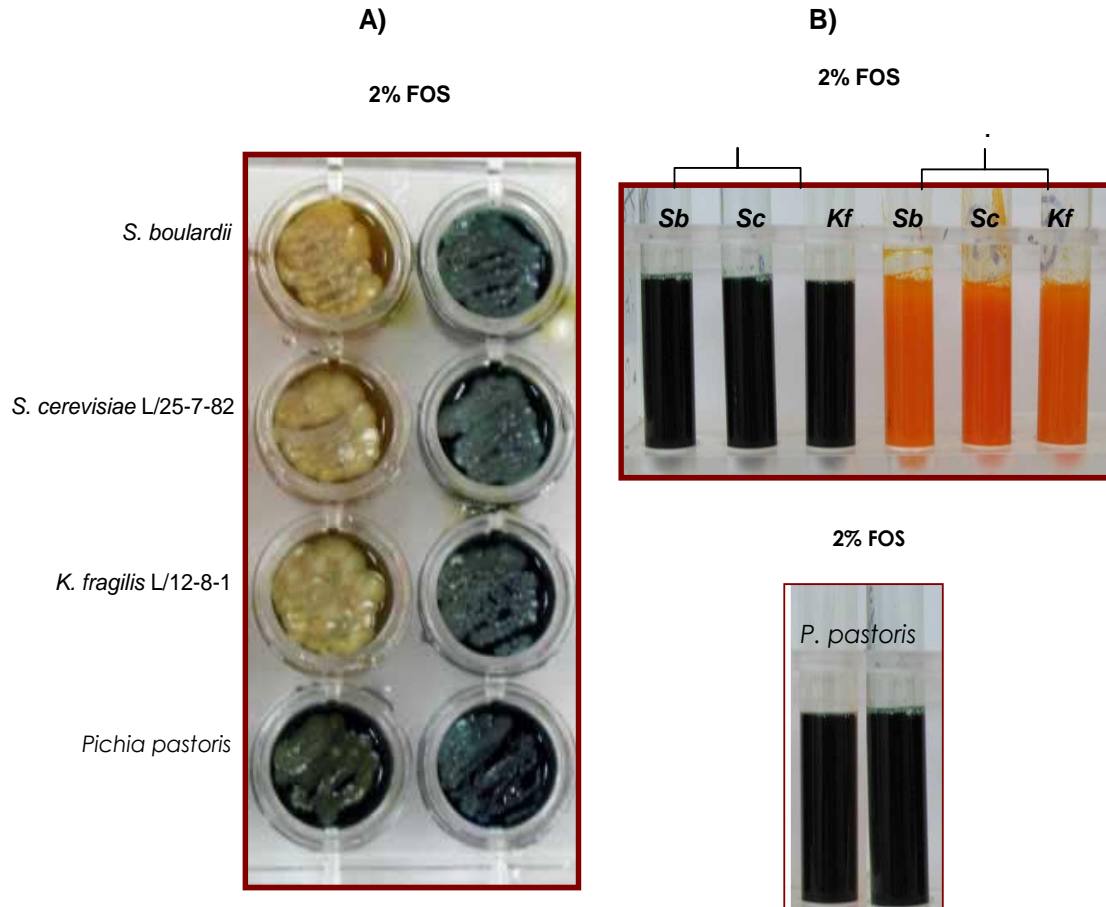 A)
2% FOS
S. boulardii
S. cerevisiae L/25-7-82
K. fragilis L/12-8-1
Pichia pastoris
B)
2% FOS
Sb Sc Kf Sb Sc Kf
2% FOS
P. pastoris